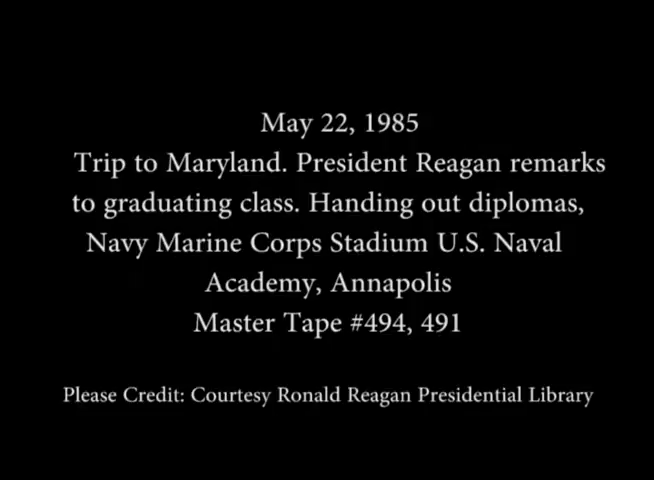 May 22, 1985
Trip to Maryland. President Reagan remarks
to graduating class. Handing out diplomas,
Navy Marine Corps Stadium U.S. Naval
Academy, Annapolis
Master Tape #494, 491
Please Credit: Courtesy Ronald Reagan Presidential Library